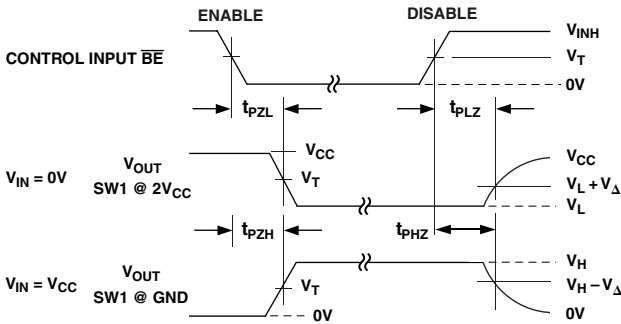 ENABLE DISABLE
V_INH
CONTROL INPUT B̅E̅
V_T
0V
t_PZL t_PLZ
V_CC V_CC
V_IN = 0V
V_OUT
SW1 @ 2V_CC
V_T
V_L + V_Δ
V_L
t_PZH t_PHZ
V_H
V_IN = V_CC
V_OUT
SW1 @ GND
V_T
V_H – V_Δ
0V 0V